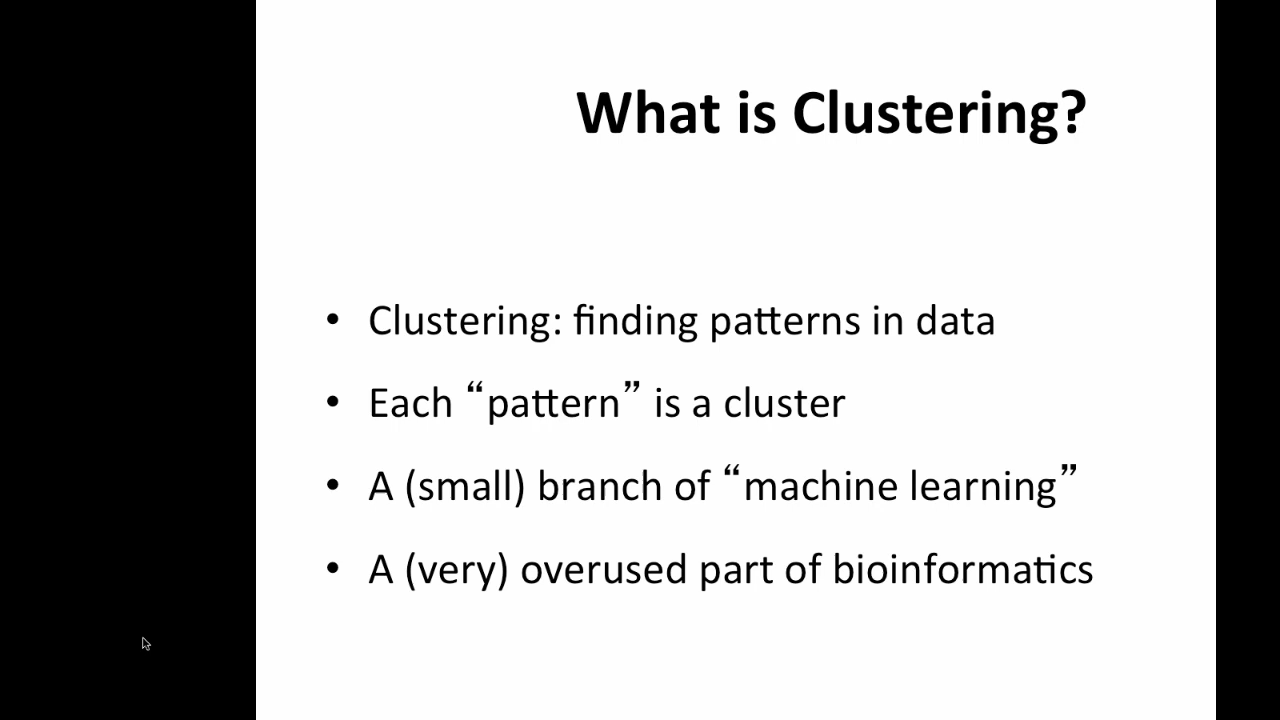 What is Clustering?
• Clustering: finding patterns in data
• Each “pattern” is a cluster
• A (small) branch of “machine learning”
• A (very) overused part of bioinformatics